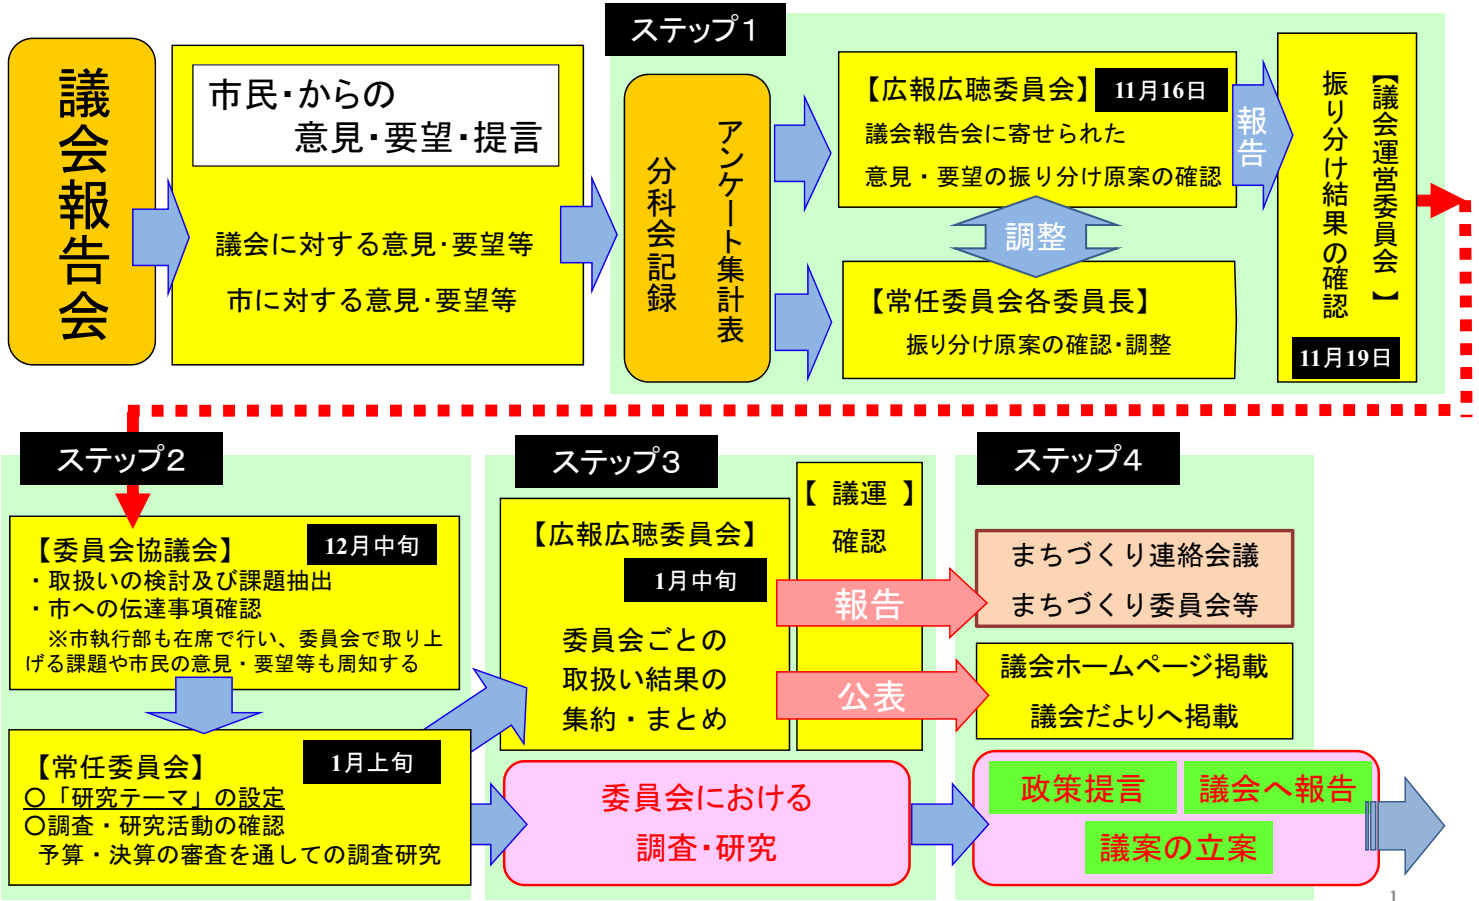 議会報告会
市民・からの
意見・要望・提言
議会に対する意見・要望等
市に対する意見・要望等
ステップ１
アンケート集計表
分科会記録
【広報広聴委員会】
11月16日
議会報告会に寄せられた
意見・要望の振り分け原案の確認
調整
【常任委員会各委員長】
振り分け原案の確認・調整
報告
【議会運営委員会】
振り分け結果の確認
11月19日
ステップ２
【委員会協議会】
12月中旬
・取扱いの検討及び課題抽出
・市への伝達事項確認
※市執行部も在席で行い、委員会で取り上
げる課題や市民の意見・要望等も周知する
【常任委員会】
1月上旬
〇「研究テーマ」の設定
〇調査・研究活動の確認
予算・決算の審査を通しての調査研究
ステップ３
【広報広聴委員会】
1月中旬
委員会ごとの
取扱い結果の
集約・まとめ
【 議運 】
確認
報告
公表
委員会における
調査・研究
ステップ４
まちづくり連絡会議
まちづくり委員会等
議会ホームページ掲載
議会だよりへ掲載
政策提言
議会へ報告
議案の立案
1